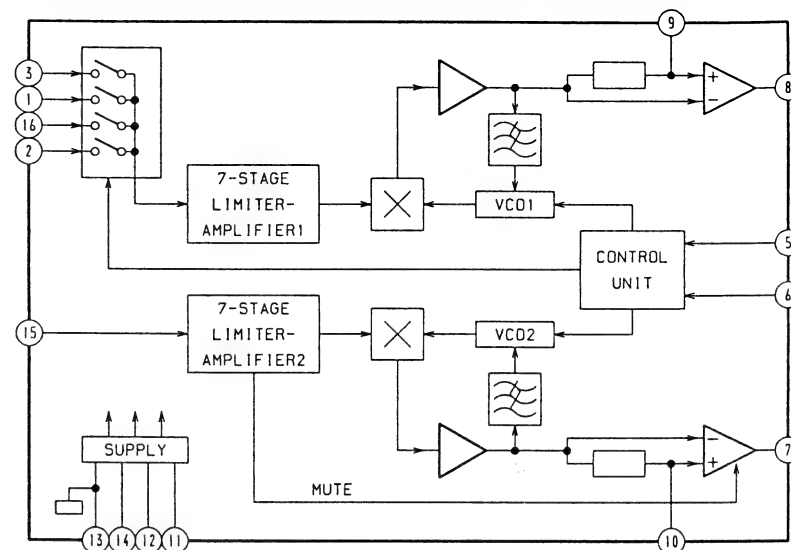 9
3
+
8
1
−
16
2
7-STAGE
LIMITER-
AMPLIFIER1
VCO1
5
CONTROL
UNIT
6
7-STAGE
LIMITER-
AMPLIFIER2
15
VCO2
−
SUPPLY
+
7
MUTE
13 14 12 11
10